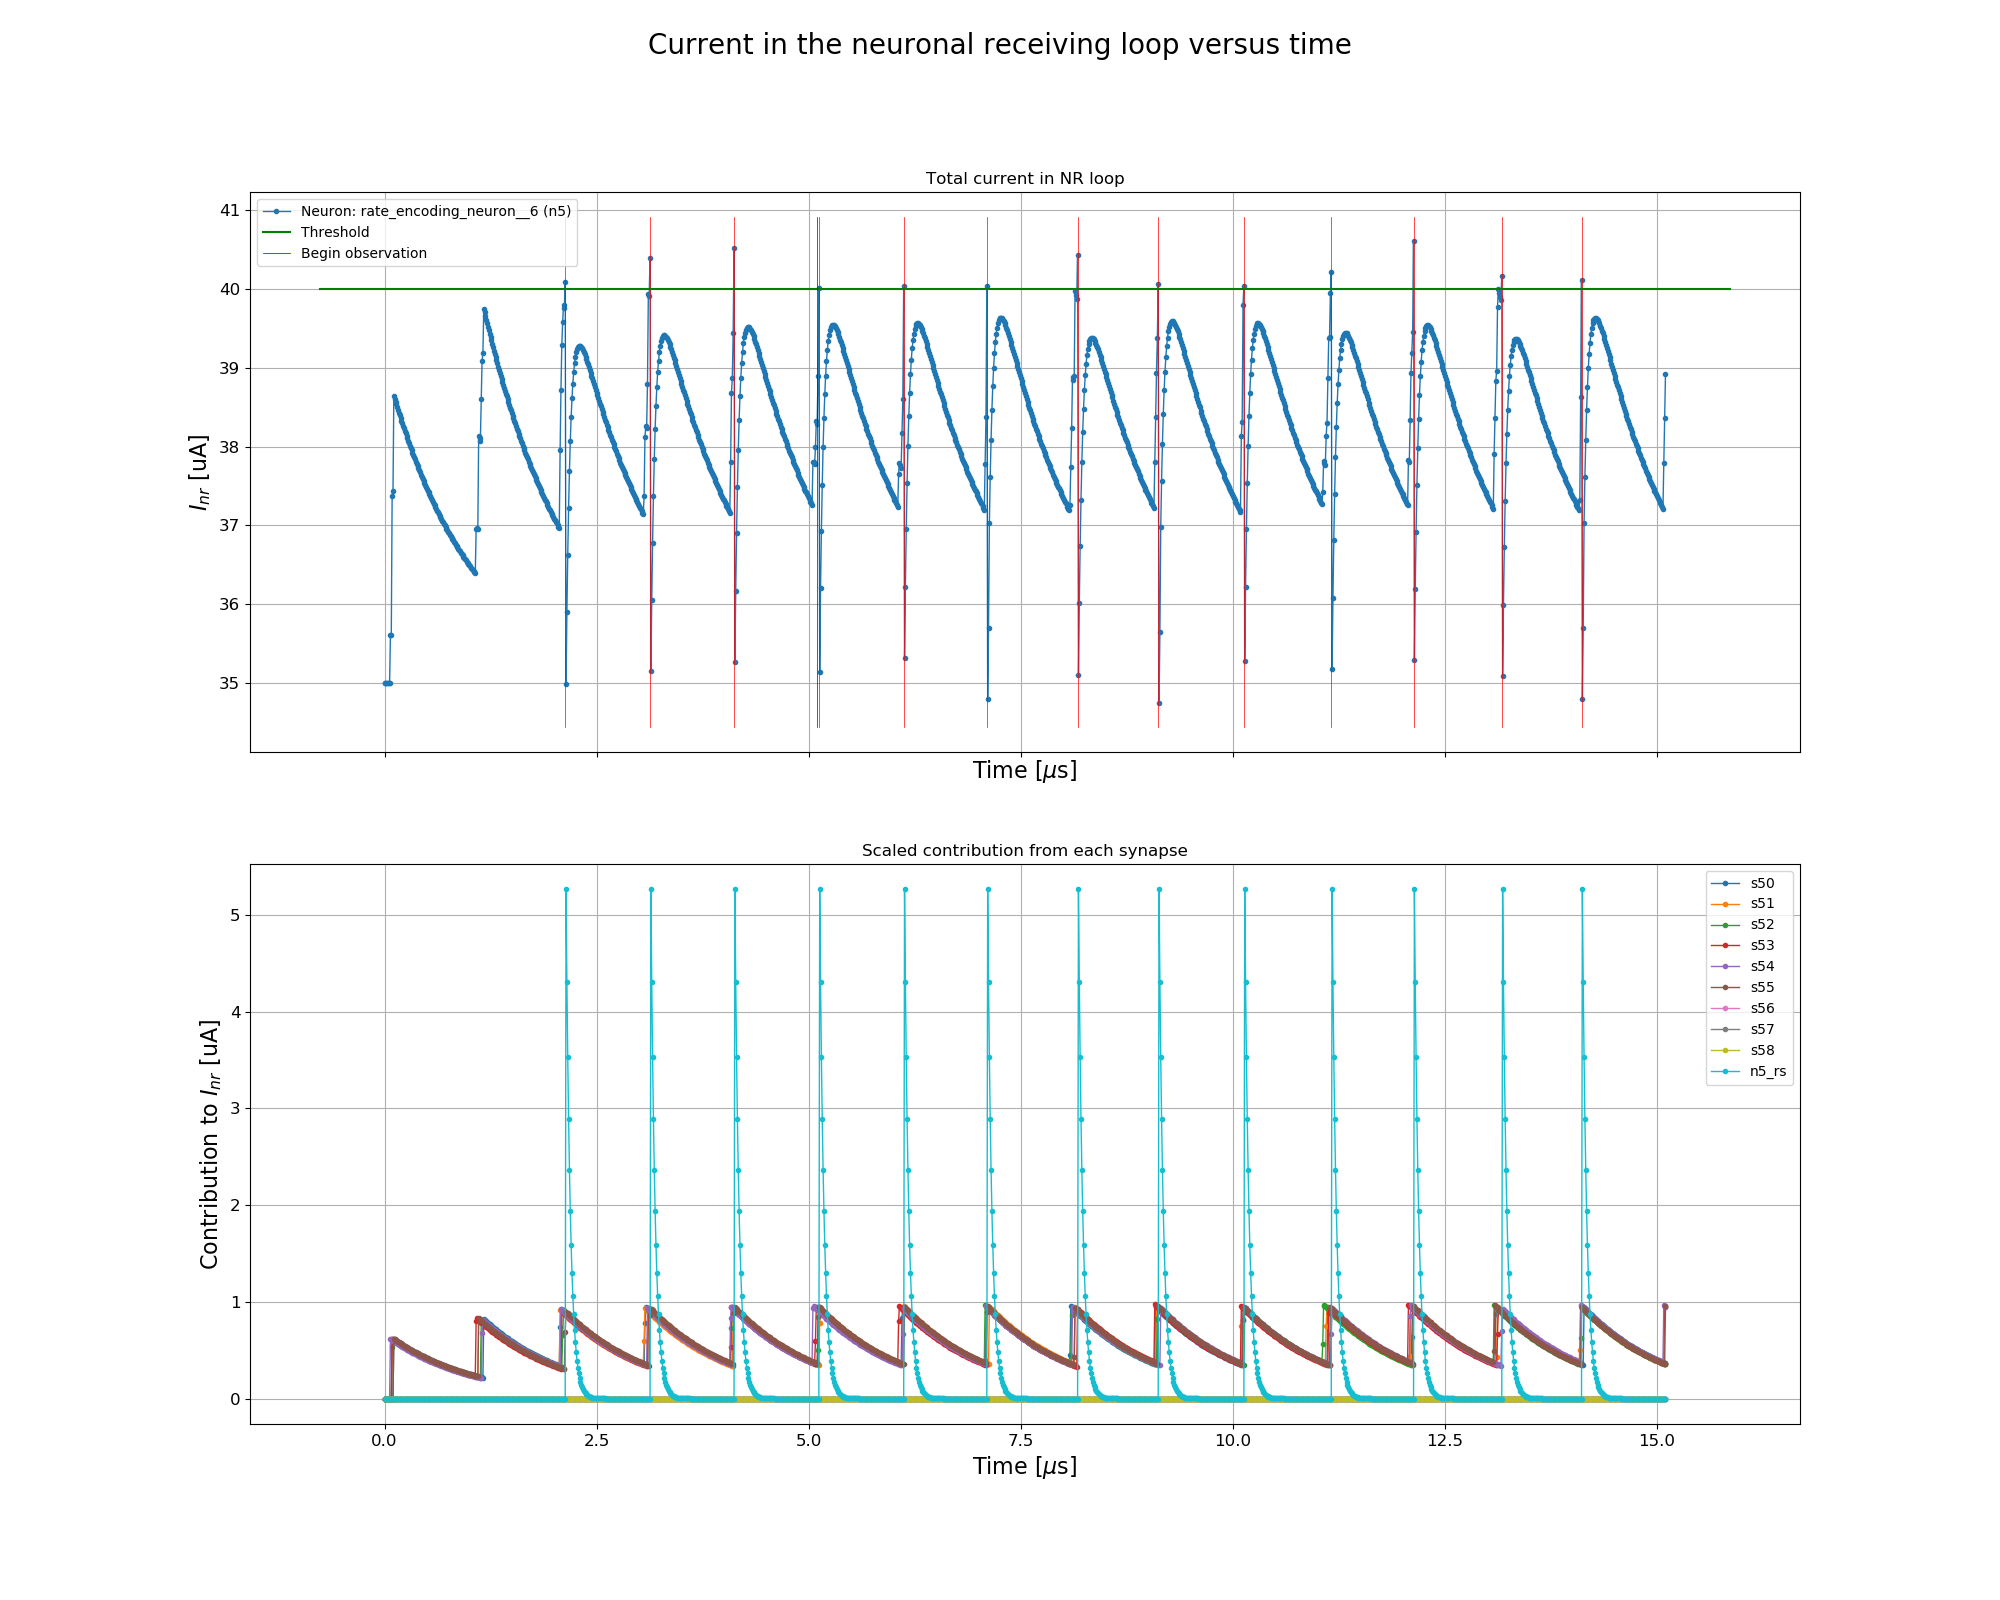 Current in the neuronal receiving loop versus time
Total current in NR loop
Neuron: rate_encoding_neuron__6 (n5)
Threshold
Begin observation
41
40
39
38
37
36
35
I_nr [uA]
Time [μs]
Scaled contribution from each synapse
s50
s51
s52
s53
s54
s55
s56
s57
s58
n5_rs
5
4
3
2
1
0
Contribution to I_nr [uA]
0.0 2.5 5.0 7.5 10.0 12.5 15.0
Time [μs]